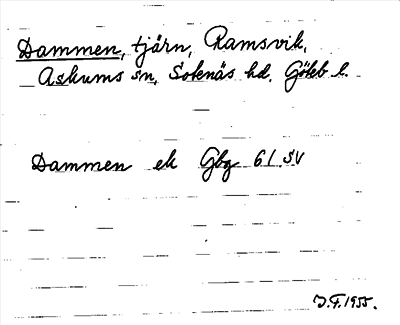 Dammen, tjärn, Ramsvik,
Askums sn, Sotenäs hd. Göteb l.
Dammen ek Gbg 61.SV
J.F. 1955.